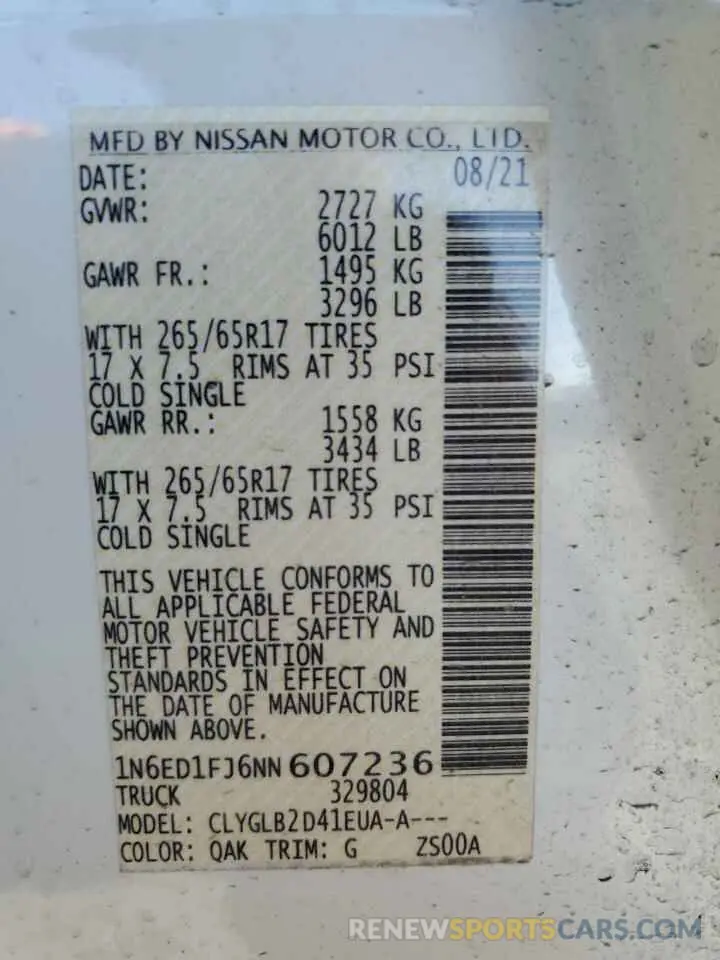 MFD BY NISSAN MOTOR CO., LTD.
DATE: 08/21
GVWR: 2727 KG
6012 LB
GAWR FR.: 1495 KG
3296 LB
WITH 265/65R17 TIRES
17 X 7.5 RIMS AT 35 PSI
COLD SINGLE
GAWR RR.: 1558 KG
3434 LB
WITH 265/65R17 TIRES
17 X 7.5 RIMS AT 35 PSI
COLD SINGLE
THIS VEHICLE CONFORMS TO
ALL APPLICABLE FEDERAL
MOTOR VEHICLE SAFETY AND
THEFT PREVENTION
STANDARDS IN EFFECT ON
THE DATE OF MANUFACTURE
SHOWN ABOVE.
1N6ED1FJ6NN607236
TRUCK 329804
MODEL: CLYGLB2D41EUA-A---
COLOR: QAK TRIM: G ZS00A
RENEWSPORTSCARS.COM